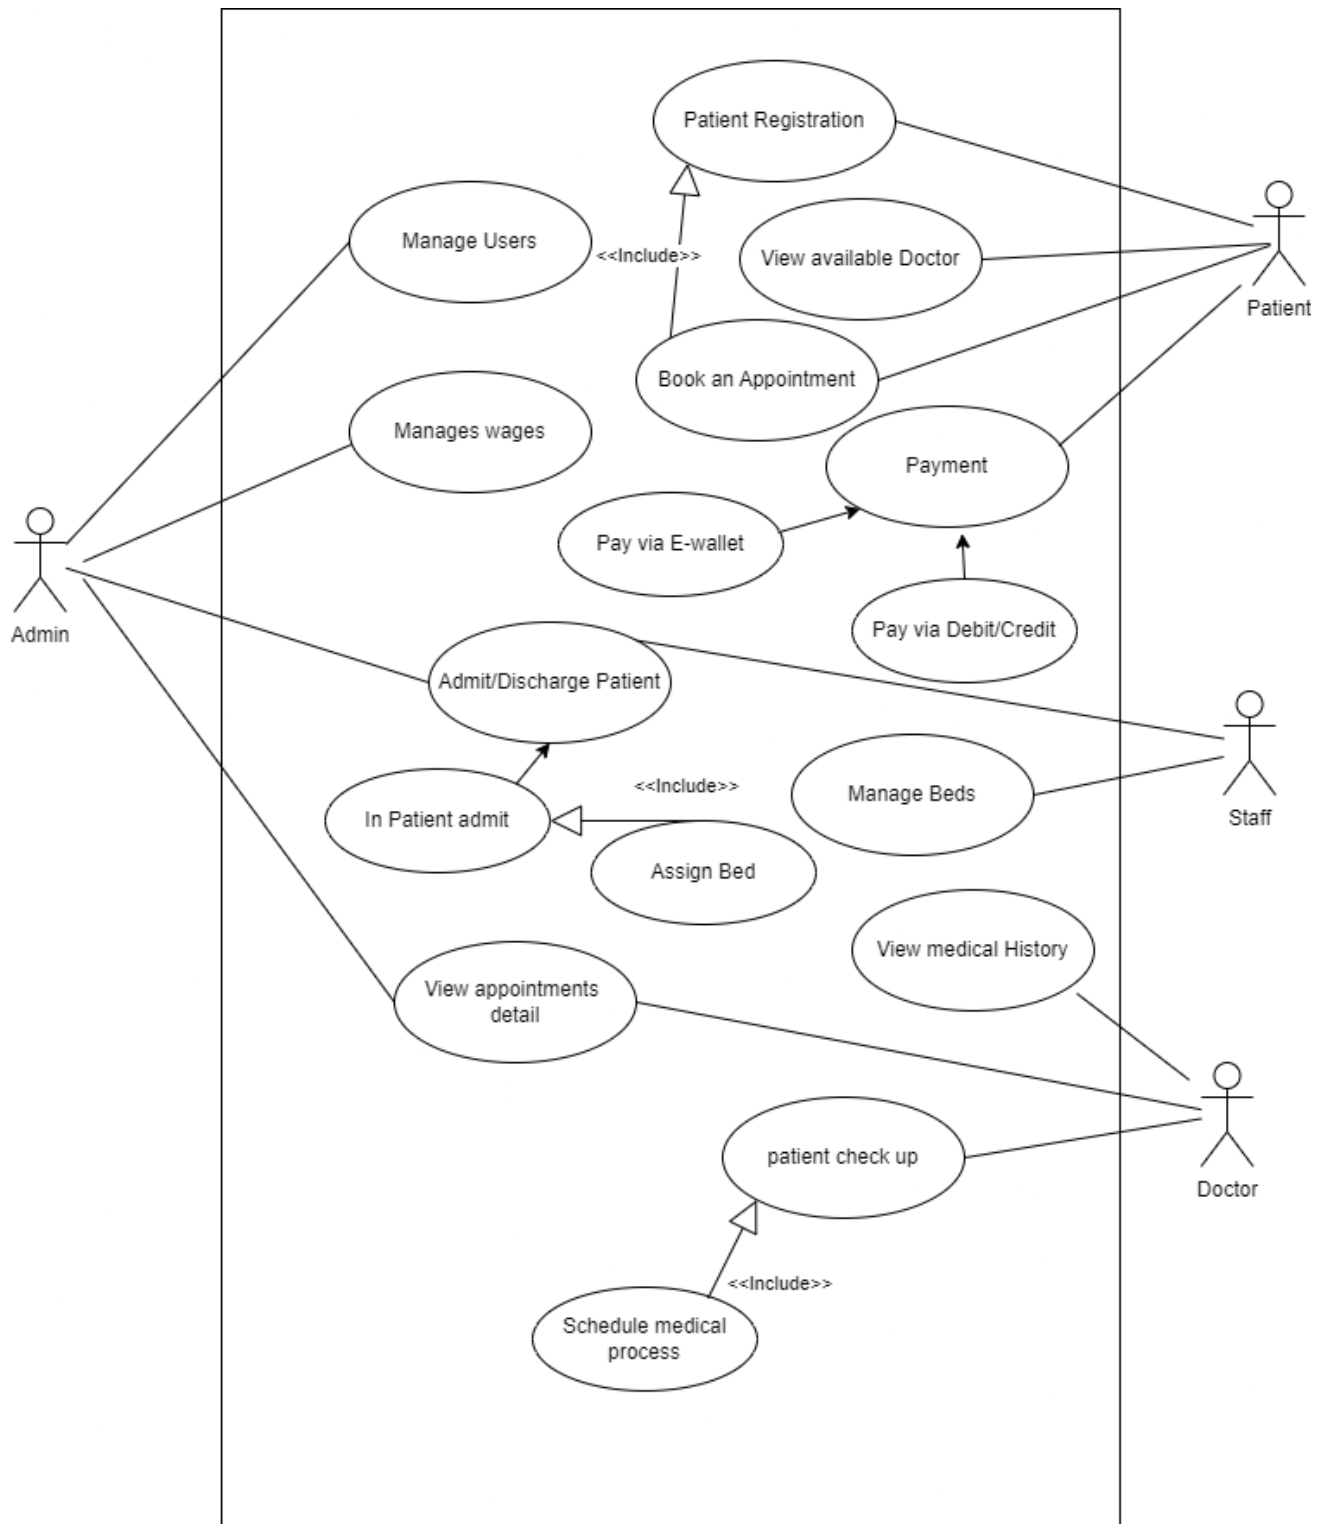 Patient Registration
Manage Users
<<Include>>
View available Doctor
Patient
Book an Appointment
Manages wages
Payment
Pay via E-wallet
Pay via Debit/Credit
Admin
Admit/Discharge Patient
<<Include>>
Manage Beds
In Patient admit
Staff
Assign Bed
View medical History
View appointments
detail
patient check up
Doctor
<<Include>>
Schedule medical
process